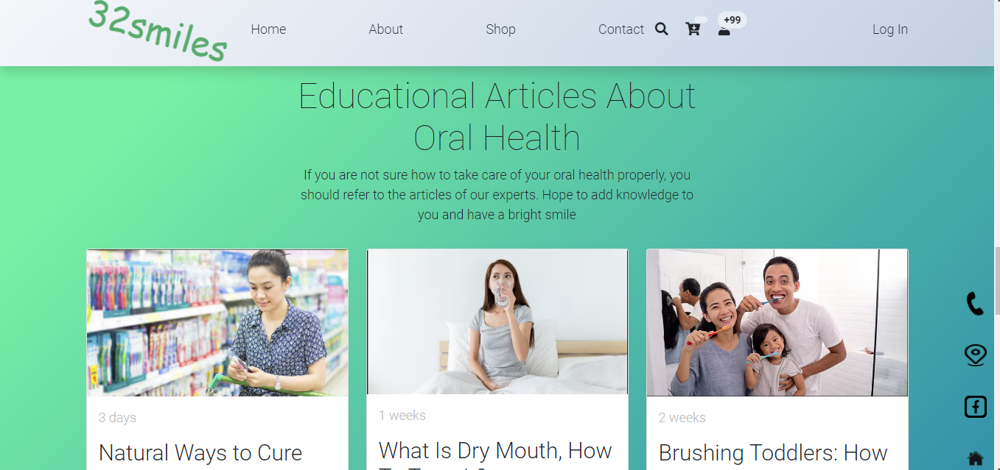 32smiles
Home
About
Shop
Contact
+99
Log In
Educational Articles About
Oral Health
If you are not sure how to take care of your oral health properly, you
should refer to the articles of our experts. Hope to add knowledge to
you and have a bright smile
3 days
1 weeks
2 weeks
Natural Ways to Cure
What Is Dry Mouth, How
Brushing Toddlers: How